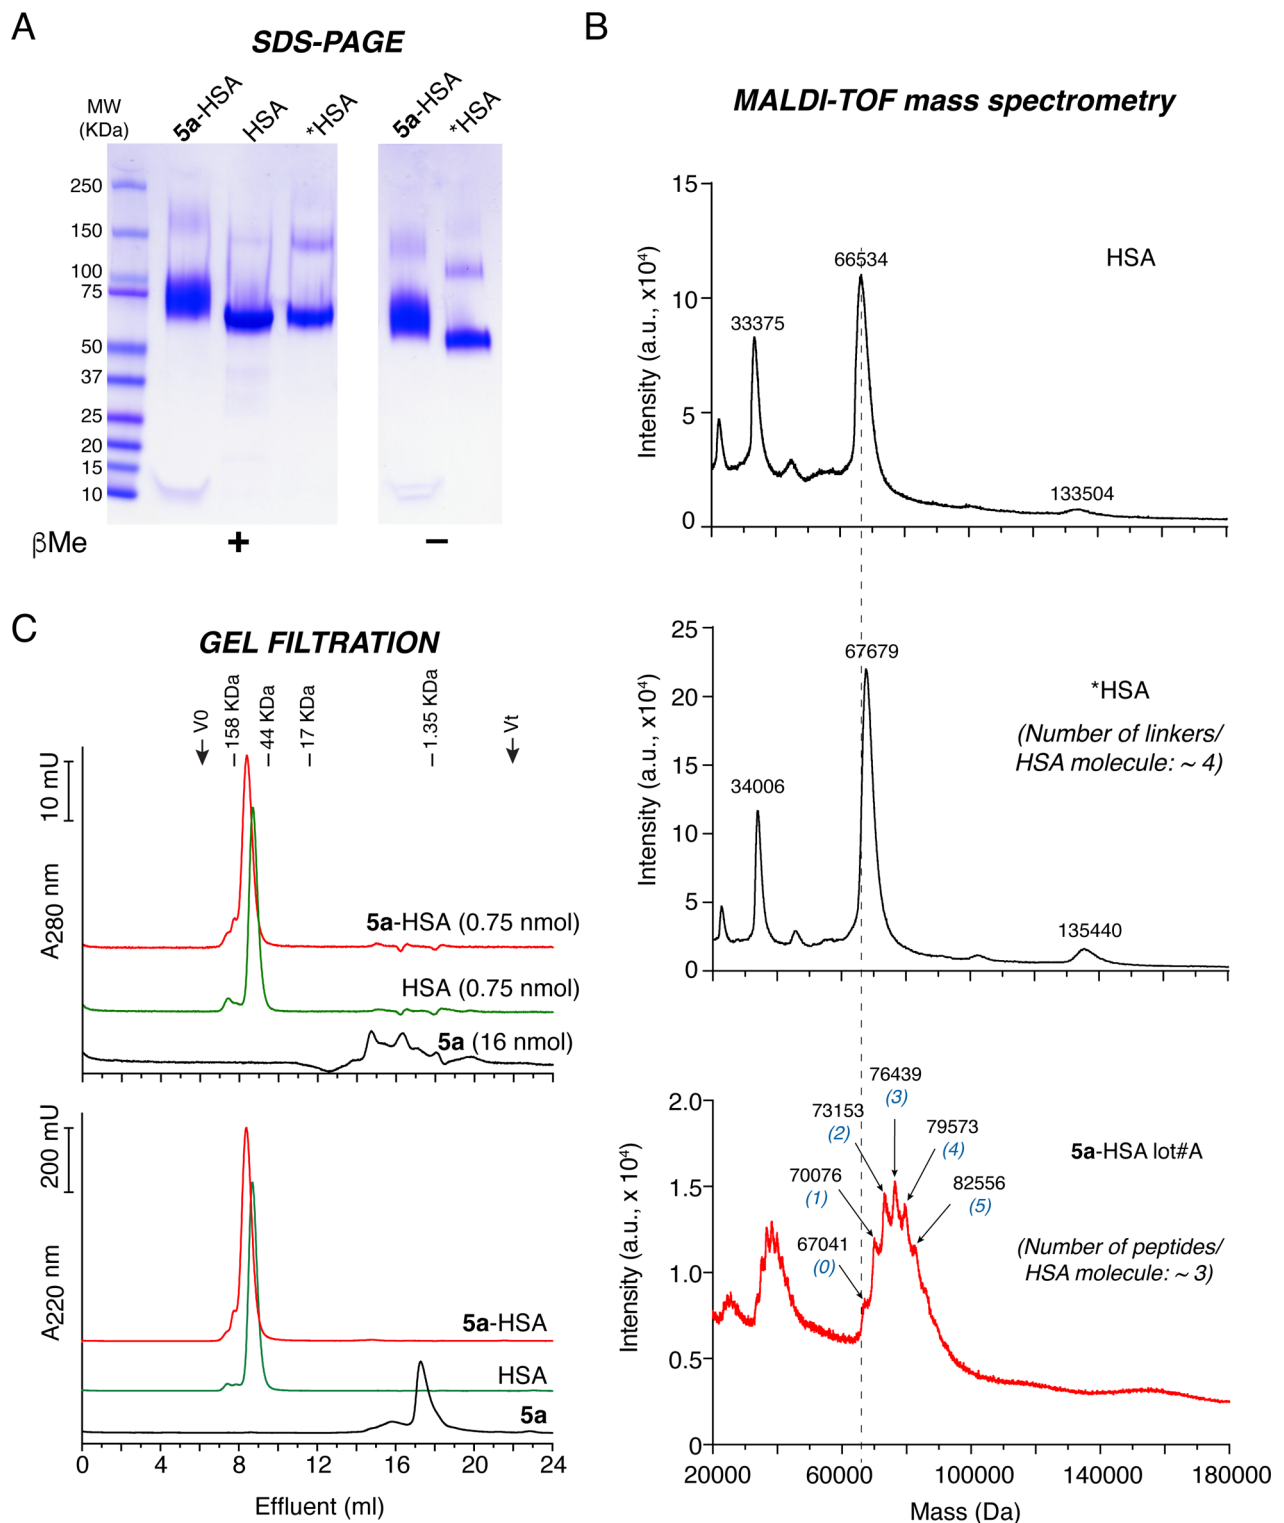 A
SDS-PAGE
MW
(KDa)
5a-HSA
HSA
*HSA
5a-HSA
*HSA
250
150
100
75
50
37
25
20
15
10
βMe
+
−
B
MALDI-TOF mass spectrometry
15
10
5
0
Intensity (a.u., x10⁴)
33375
66534
133504
HSA
25
20
15
10
5
0
Intensity (a.u., x10⁴)
34006
67679
135440
*HSA
(Number of linkers/
HSA molecule: ~ 4)
2.0
1.5
1.0
0.5
0
Intensity (a.u., x 10⁴)
67041
(0)
70076
(1)
73153
(2)
76439
(3)
79573
(4)
82556
(5)
5a-HSA lot#A
(Number of peptides/
HSA molecule: ~ 3)
20000 60000 100000 140000 180000
Mass (Da)
C
GEL FILTRATION
V0
158 KDa
44 KDa
17 KDa
1.35 KDa
Vt
10 mU
A280 nm
5a-HSA (0.75 nmol)
HSA (0.75 nmol)
5a (16 nmol)
200 mU
A220 nm
5a-HSA
HSA
5a
0 4 8 12 16 20 24
Effluent (ml)